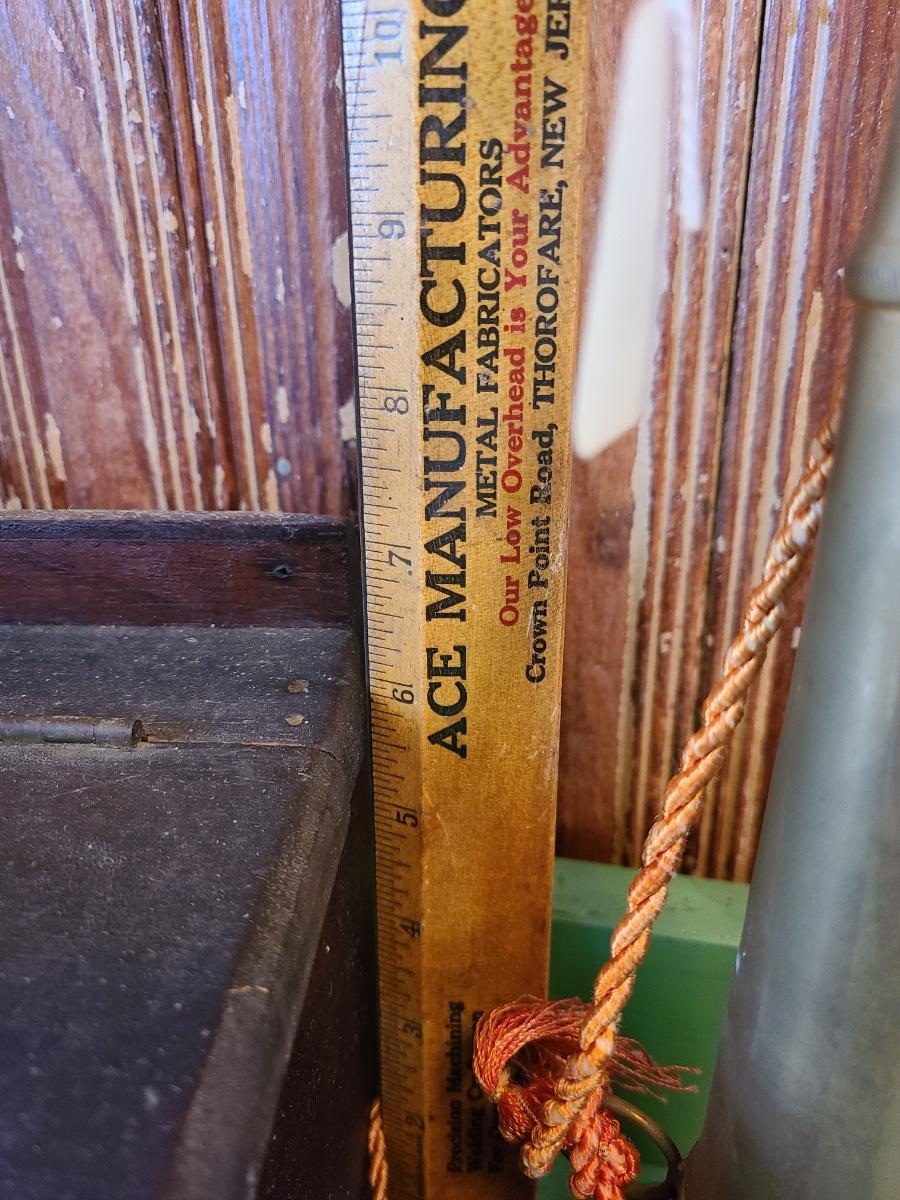 10
9
8
7
6
5
4
3
2
ACE MANUFACTURING
METAL FABRICATORS
Our Low Overhead is Your Advantage
Crown Point Road, THOROFARE, NEW JER
Precision Machining
Welding